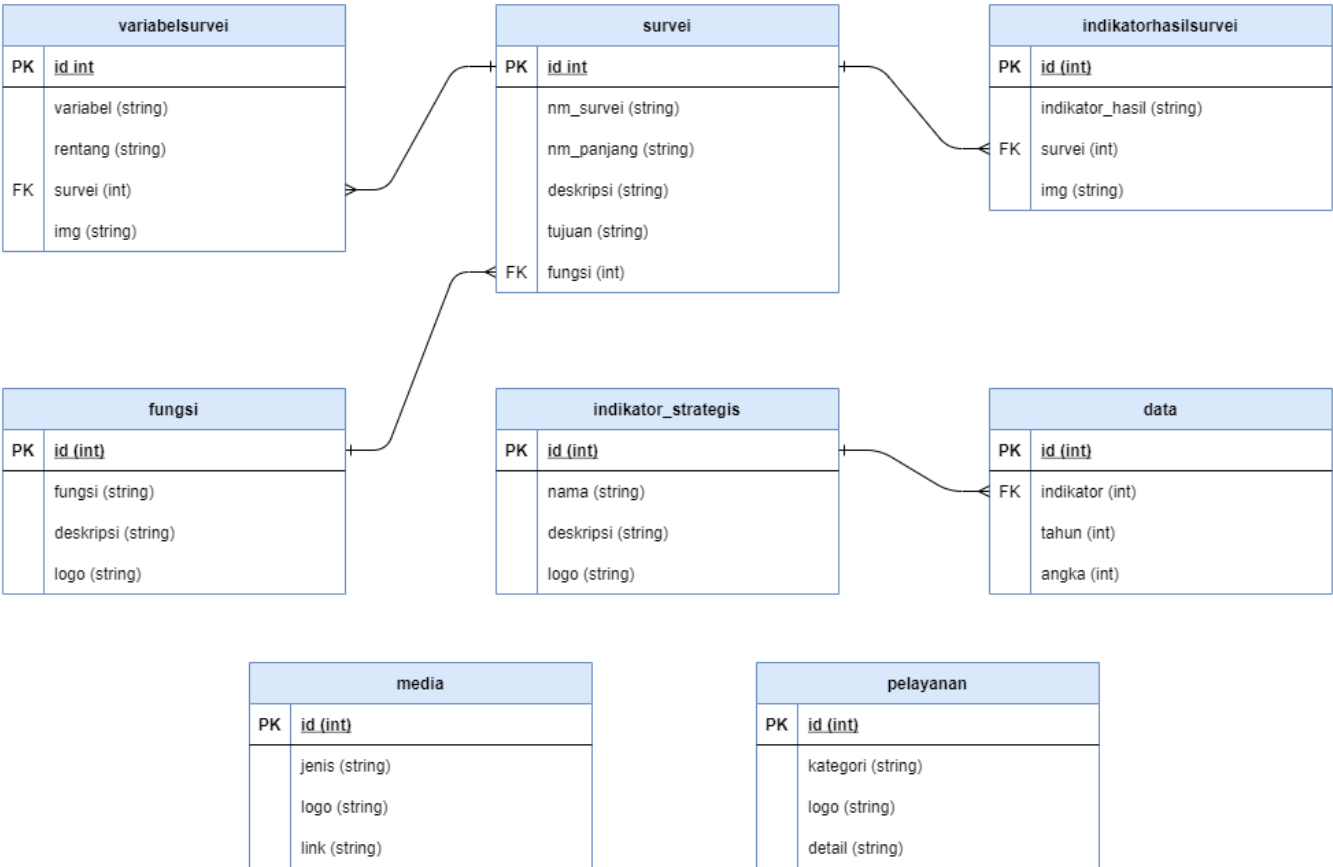 variabelsurvei
PK id int
variabel (string)
rentang (string)
FK survei (int)
img (string)
survei
PK id int
nm_survei (string)
nm_panjang (string)
deskripsi (string)
tujuan (string)
FK fungsi (int)
indikatorhasilsurvei
PK id (int)
indikator_hasil (string)
FK survei (int)
img (string)
fungsi
PK id (int)
fungsi (string)
deskripsi (string)
logo (string)
indikator_strategis
PK id (int)
nama (string)
deskripsi (string)
logo (string)
data
PK id (int)
FK indikator (int)
tahun (int)
angka (int)
media
PK id (int)
jenis (string)
logo (string)
link (string)
pelayanan
PK id (int)
kategori (string)
logo (string)
detail (string)